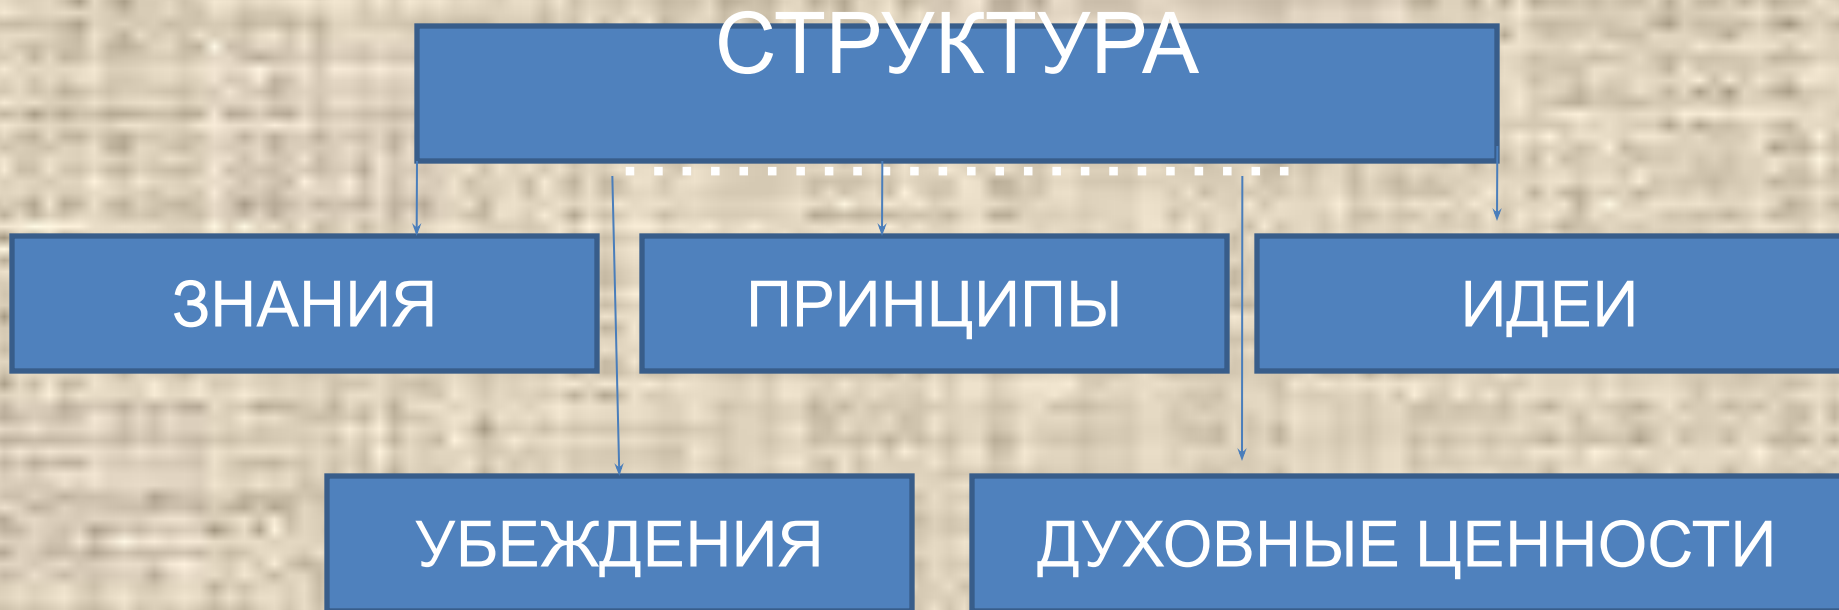 СТРУКТУРА
....................
ЗНАНИЯ
ПРИНЦИПЫ
ИДЕИ
УБЕЖДЕНИЯ
ДУХОВНЫЕ ЦЕННОСТИ